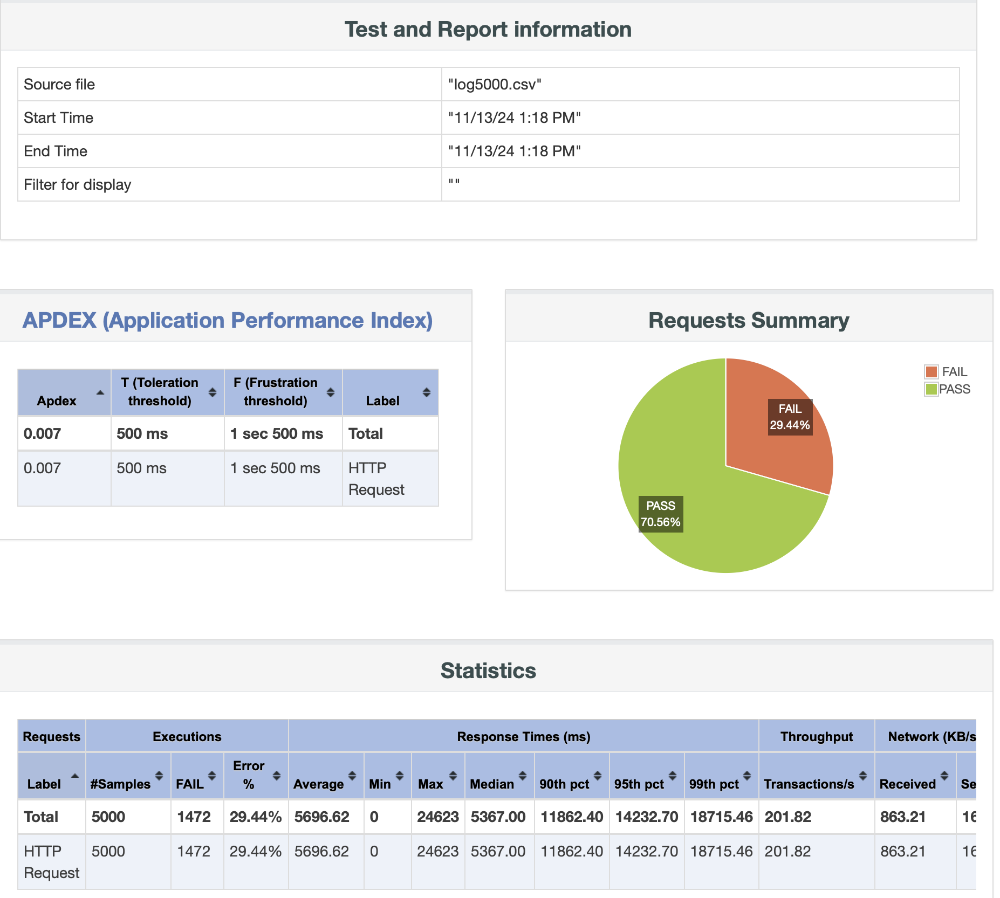 Test and Report information
Source file "log5000.csv"
Start Time "11/13/24 1:18 PM"
End Time "11/13/24 1:18 PM"
Filter for display ""
APDEX (Application Performance Index)
Apdex T (Toleration threshold) F (Frustration threshold) Label
0.007 500 ms 1 sec 500 ms Total
0.007 500 ms 1 sec 500 ms HTTP Request
Requests Summary
FAIL
PASS
FAIL
29.44%
PASS
70.56%
Statistics
Requests Executions Response Times (ms) Throughput Network (KB/s
Label #Samples FAIL Error % Average Min Max Median 90th pct 95th pct 99th pct Transactions/s Received Se
Total 5000 1472 29.44% 5696.62 0 24623 5367.00 11862.40 14232.70 18715.46 201.82 863.21 16
HTTP Request 5000 1472 29.44% 5696.62 0 24623 5367.00 11862.40 14232.70 18715.46 201.82 863.21 16